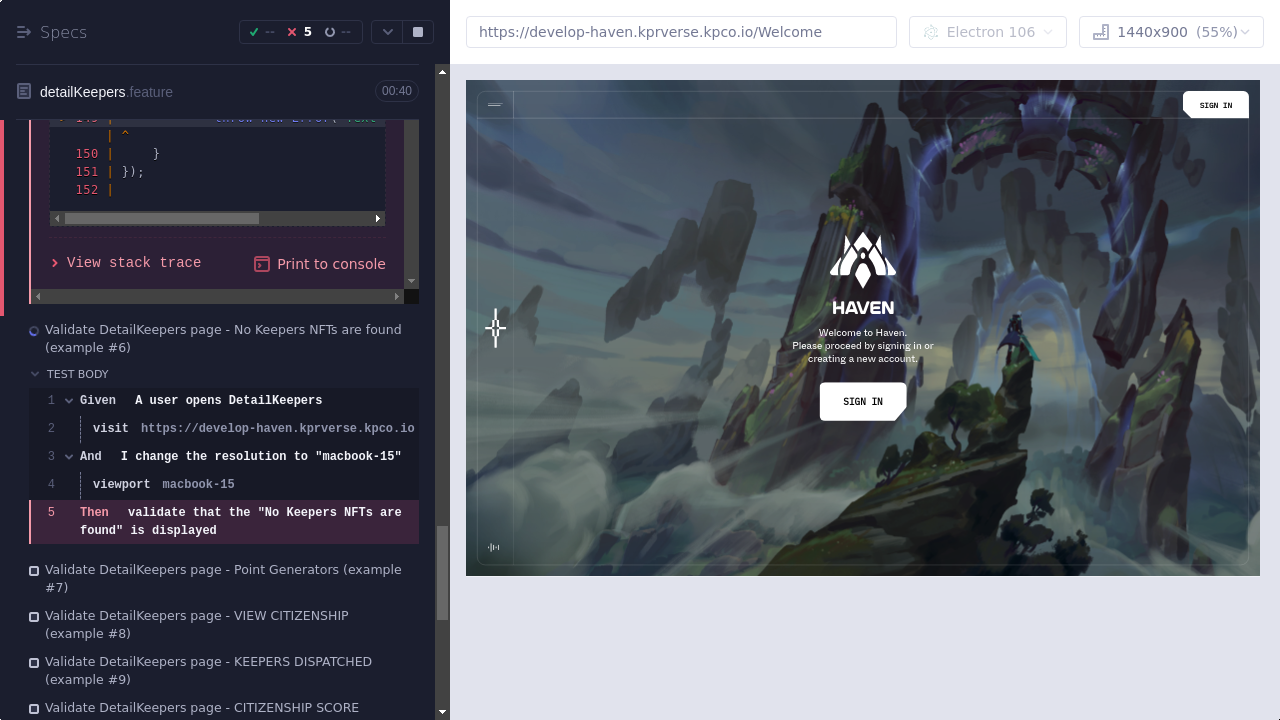 Specs
-- 5 --
detailKeepers.feature
00:40
| ^
150 | }
151 | });
152 |
View stack trace
Print to console
Validate DetailKeepers page - No Keepers NFTs are found
(example #6)
TEST BODY
1 Given A user opens DetailKeepers
2 visit https://develop-haven.kprverse.kpco.io
3 And I change the resolution to "macbook-15"
4 viewport macbook-15
5 Then validate that the "No Keepers NFTs are
found" is displayed
Validate DetailKeepers page - Point Generators (example
#7)
Validate DetailKeepers page - VIEW CITIZENSHIP
(example #8)
Validate DetailKeepers page - KEEPERS DISPATCHED
(example #9)
Validate DetailKeepers page - CITIZENSHIP SCORE
https://develop-haven.kprverse.kpco.io/Welcome
Electron 106
1440x900 (55%)
SIGN IN
HAVEN
Welcome to Haven.
Please proceed by signing in or
creating a new account.
SIGN IN